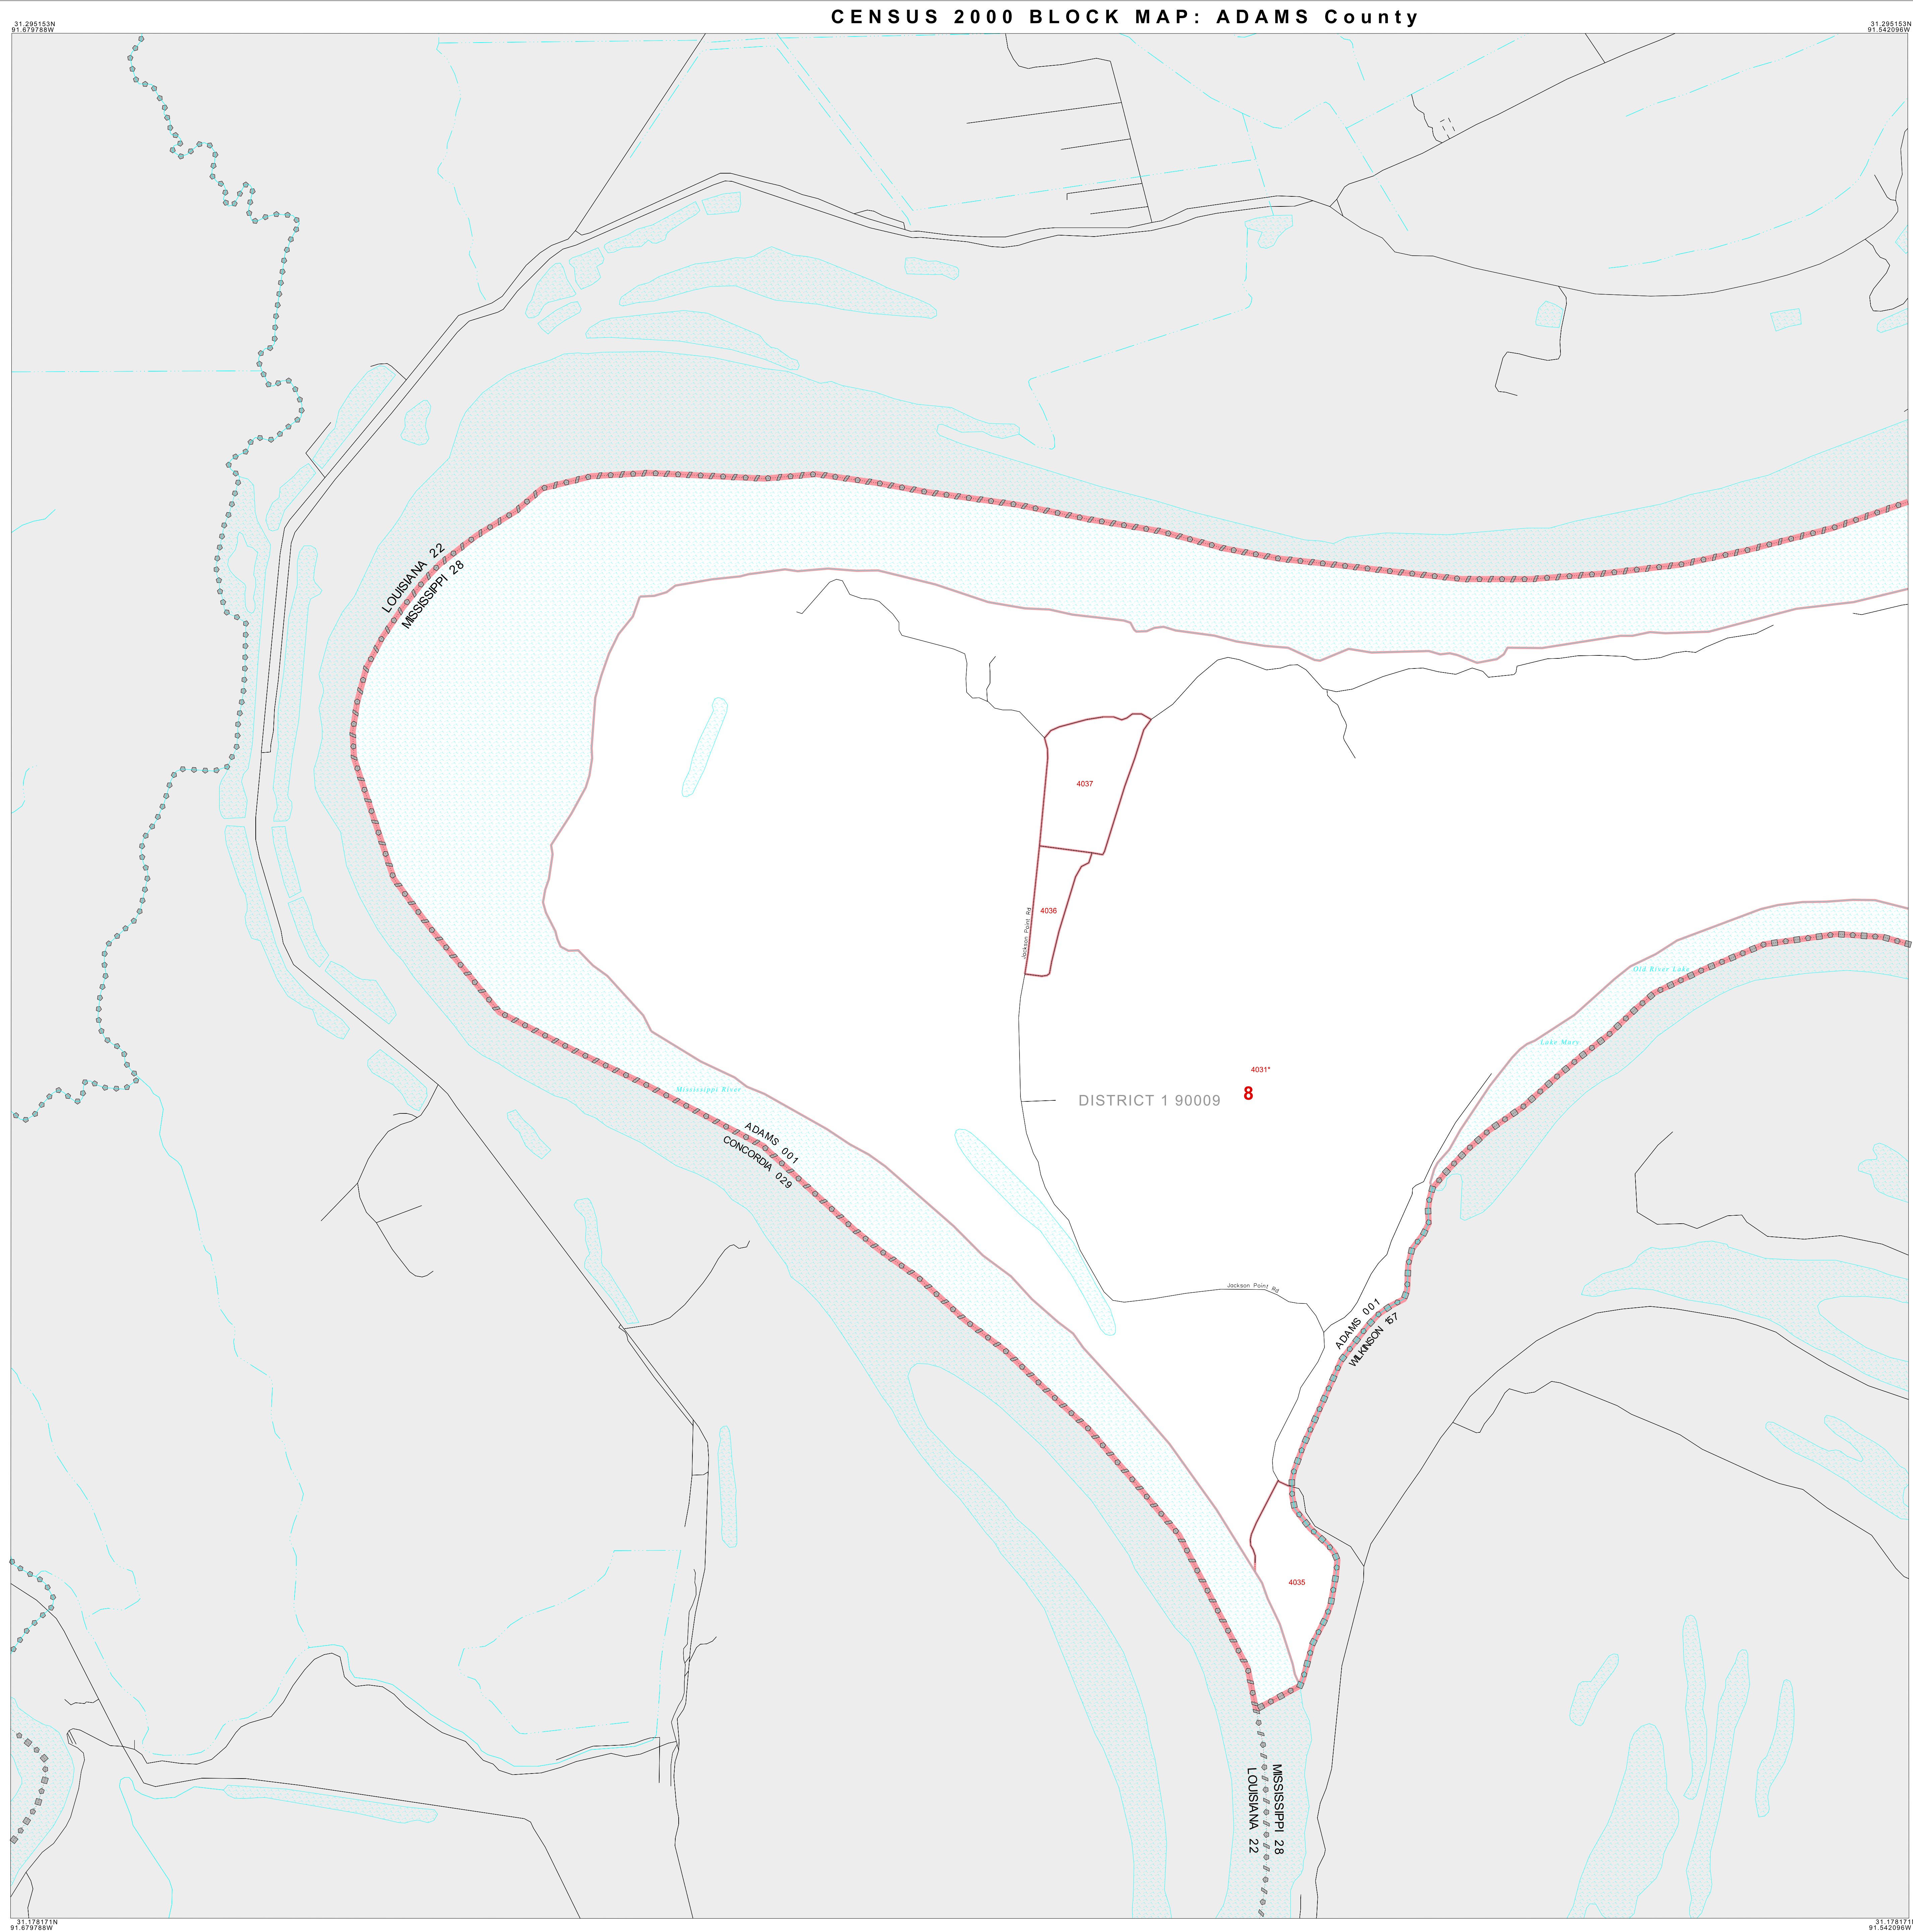 CENSUS 2000 BLOCK MAP: ADAMS County
31.295153N
91.679788W
31.295153N
91.542096W
LOUISIANA 22
MISSISSIPPI 28
4037
4036
Jackson Point Rd
Old River Lake
Lake Mary
4031*
8
DISTRICT 1 90009
Mississippi River
ADAMS 001
CONCORDIA 029
Jackson Point Rd
ADAMS 001
WILKINSON 157
4035
MISSISSIPPI 28
LOUISIANA 22
31.178171N
91.679788W
31.178171
91.542096W